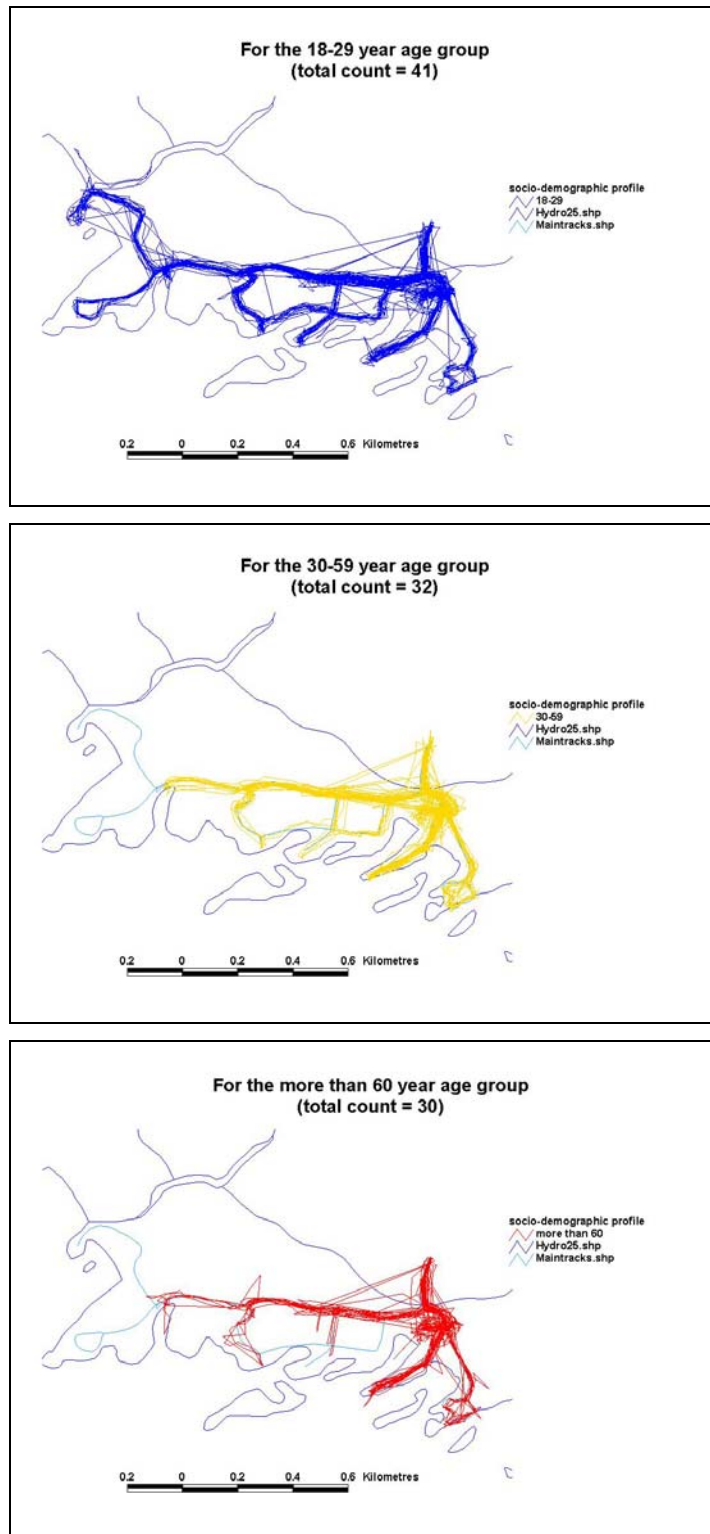 For the 18-29 year age group
(total count = 41)
socio-demographic profile
18-29
Hydro25.shp
Maintracks.shp
0.2 0 0.2 0.4 0.6 Kilometres
For the 30-59 year age group
(total count = 32)
socio-demographic profile
30-59
Hydro25.shp
Maintracks.shp
0.2 0 0.2 0.4 0.6 Kilometres
For the more than 60 year age group
(total count = 30)
socio-demographic profile
more than 60
Hydro25.shp
Maintracks.shp
0.2 0 0.2 0.4 0.6 Kilometres